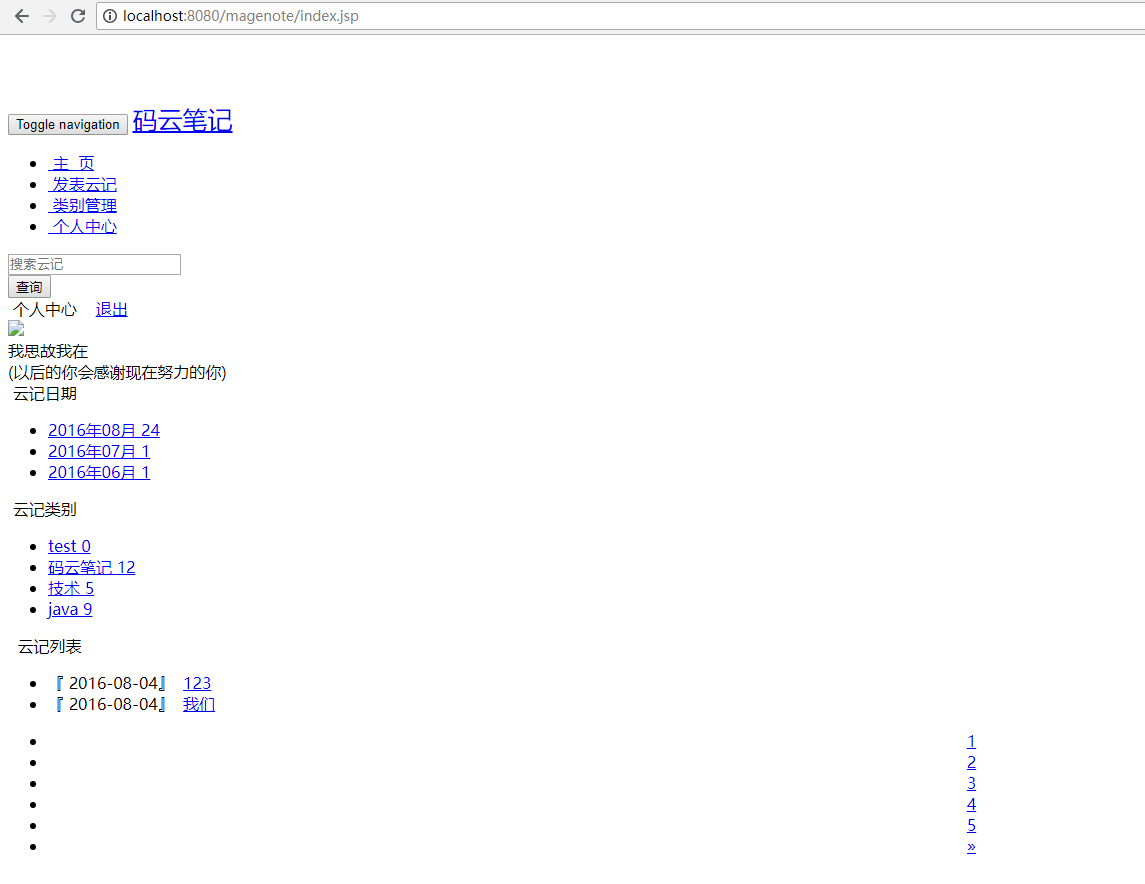 localhost:8080/magenote/index.jsp
Toggle navigation 码云笔记
主 页
发表云记
类别管理
个人中心
搜索云记
查询
个人中心 退出
我思故我在
(以后的你会感谢现在努力的你)
云记日期
2016年08月 24
2016年07月 1
2016年06月 1
云记类别
test 0
码云笔记 12
技术 5
java 9
云记列表
『 2016-08-04』 123
『 2016-08-04』 我们
1
2
3
4
5
»